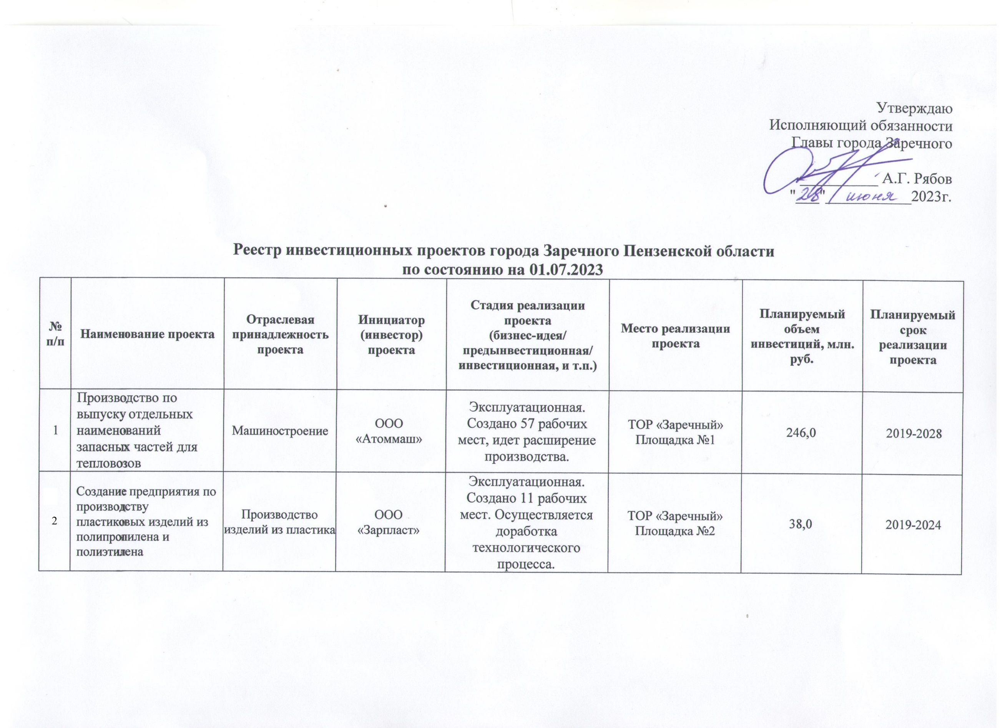 Утверждаю
Исполняющий обязанности
Главы города Заречного
А.Г. Рябов
"28" июня 2023г.
Реестр инвестиционных проектов города Заречного Пензенской области
по состоянию на 01.07.2023
№
п/п
Наименование проекта
Отраслевая
принадлежность
проекта
Инициатор
(инвестор)
проекта
Стадия реализации
проекта
(бизнес-идея/
предынвестиционная/
инвестиционная, и т.п.)
Место реализации
проекта
Планируемый
объем
инвестиций, млн.
руб.
Планируемый
срок
реализации
проекта
1
Производство по
выпуску отдельных
наименований
запасных частей для
тепловозов
Машиностроение
ООО
«Атоммаш»
Эксплуатационная.
Создано 57 рабочих
мест, идет расширение
производства.
ТОР «Заречный»
Площадка №1
246,0
2019-2028
2
Создание предприятия по
производству
пластиковых изделий из
полипропилена и
полиэтилена
Производство
изделий из пластика
ООО
«Зарпласт»
Эксплуатационная.
Создано 11 рабочих
мест. Осуществляется
доработка
технологического
процесса.
ТОР «Заречный»
Площадка №2
38,0
2019-2024